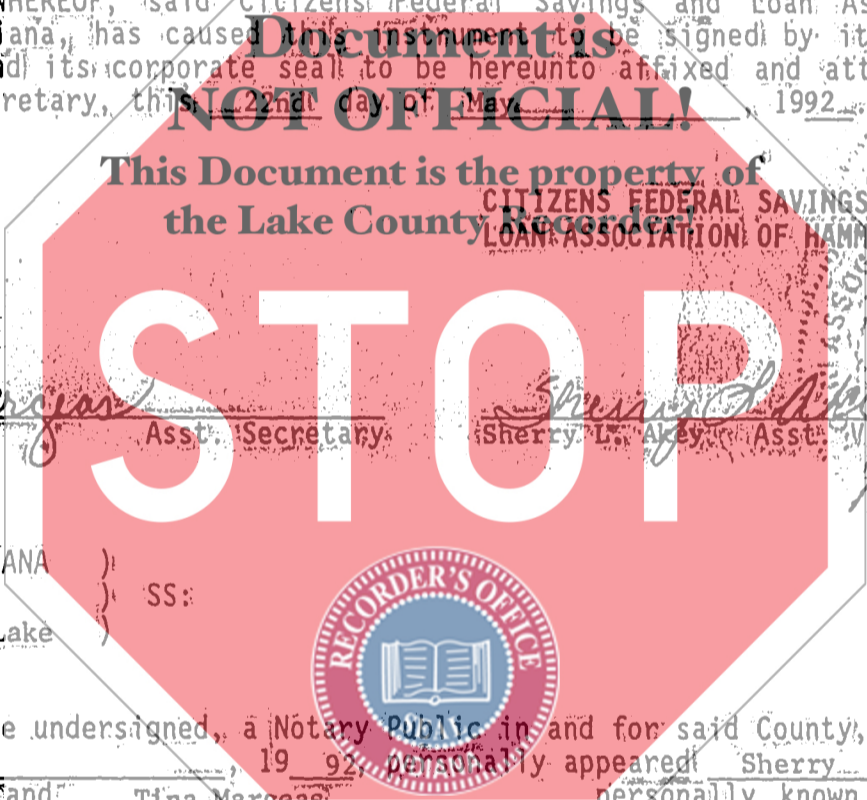 HEREOF, said Citizens Federal Savings and Loan As
iana, has caused this instrument to be signed by it
d its corporate seal to be hereunto affixed and att
retary, this 22nd day of May, 1992
Document is
NOT OFFICIAL!
This Document is the property of
the Lake County Recorder!
CITIZENS FEDERAL SAVINGS
LOAN ASSOCIATION OF HAMM
STOP
Asst. Secretary
Sherry L. Akey, Asst. V
ANA )
) SS:
Lake )
RECORDER'S OFFICE
e undersigned, a Notary Public in and for said County,
, 19 92, personally appeared Sherry
and Tina Margeas personally known